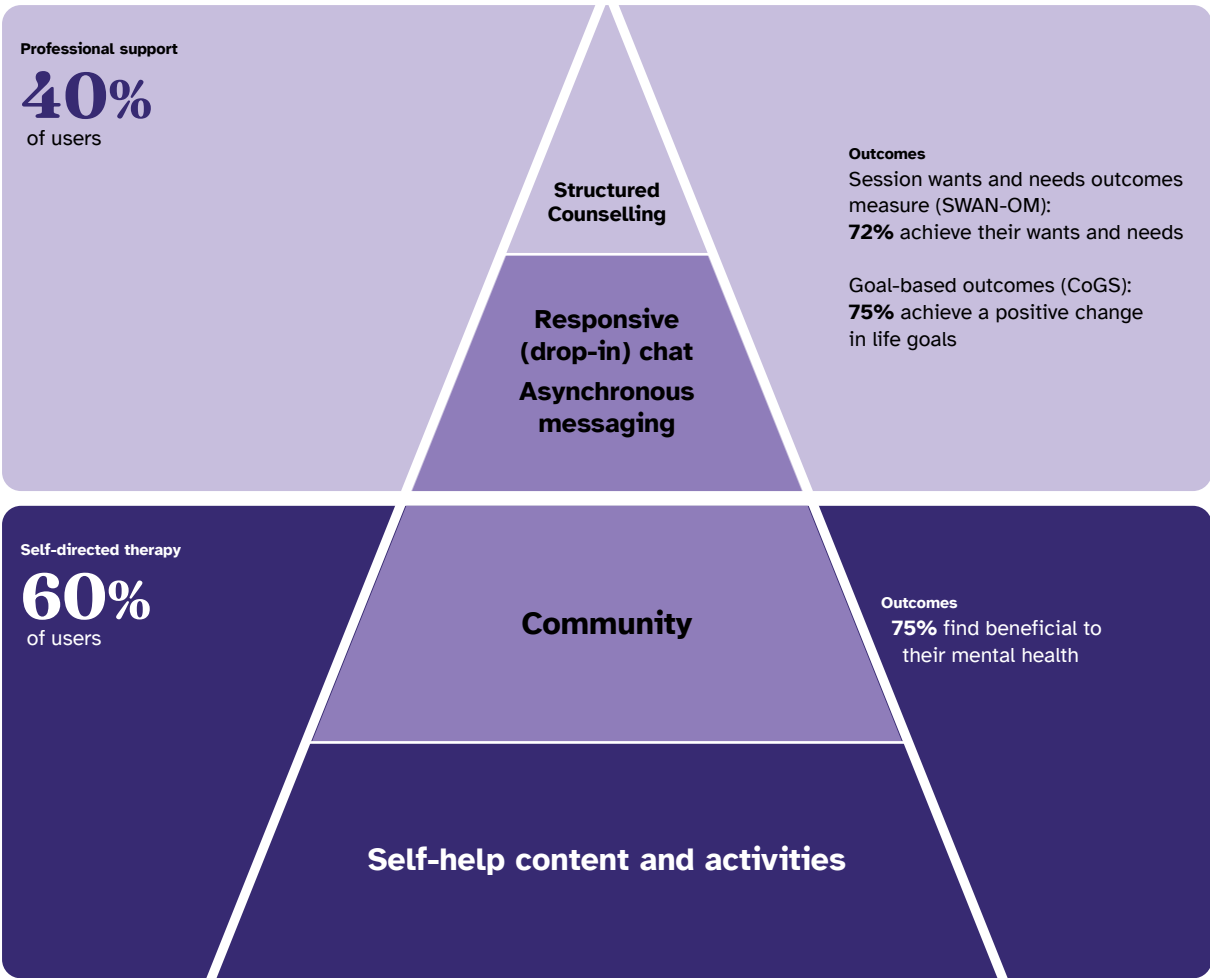 Professional support
40%
of users
Structured
Counselling
Outcomes
Session wants and needs outcomes
measure (SWAN-OM):
72% achieve their wants and needs
Goal-based outcomes (CoGS):
75% achieve a positive change
in life goals
Responsive
(drop-in) chat
Asynchronous
messaging
Self-directed therapy
60%
of users
Community
Outcomes
75% find beneficial to
their mental health
Self-help content and activities